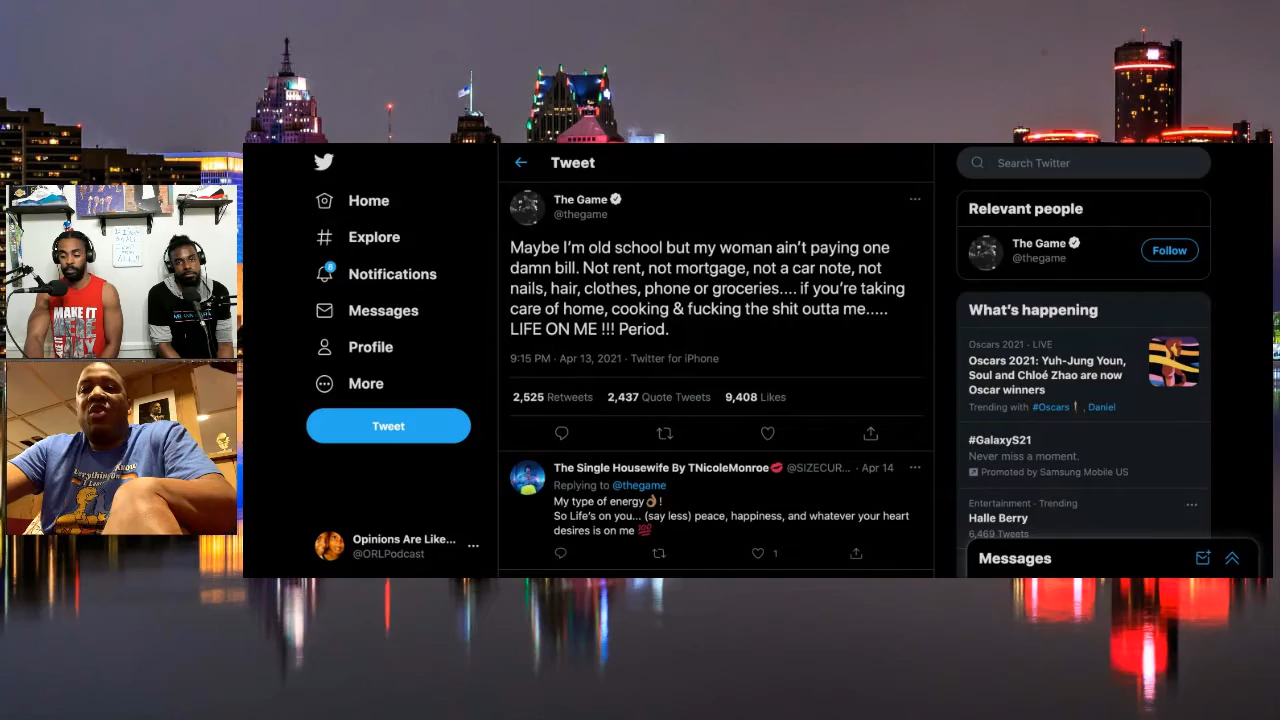 Home
Explore
8
Notifications
Messages
Profile
More
Tweet
Opinions Are Like...
@ORLPodcast
Tweet
The Game
@thegame
Maybe I'm old school but my woman ain't paying one
damn bill. Not rent, not mortgage, not a car note, not
nails, hair, clothes, phone or groceries.... if you're taking
care of home, cooking & fucking the shit outta me.....
LIFE ON ME !!! Period.
9:15 PM · Apr 13, 2021 · Twitter for iPhone
2,525 Retweets 2,437 Quote Tweets 9,408 Likes
The Single Housewife By TNicoleMonroe💋 @SIZECUR... · Apr 14
Replying to @thegame
My type of energy👌🏾!
So Life's on you... (say less) peace, happiness, and whatever your heart
desires is on me 💯
1
Search Twitter
Relevant people
The Game
@thegame
Follow
What's happening
Oscars 2021 · LIVE
Oscars 2021: Yuh-Jung Youn,
Soul and Chloé Zhao are now
Oscar winners
Trending with #Oscars , Daniel
#GalaxyS21
Never miss a moment.
Promoted by Samsung Mobile US
Entertainment · Trending
Halle Berry
6,469 Tweets
Messages
MAKE IT